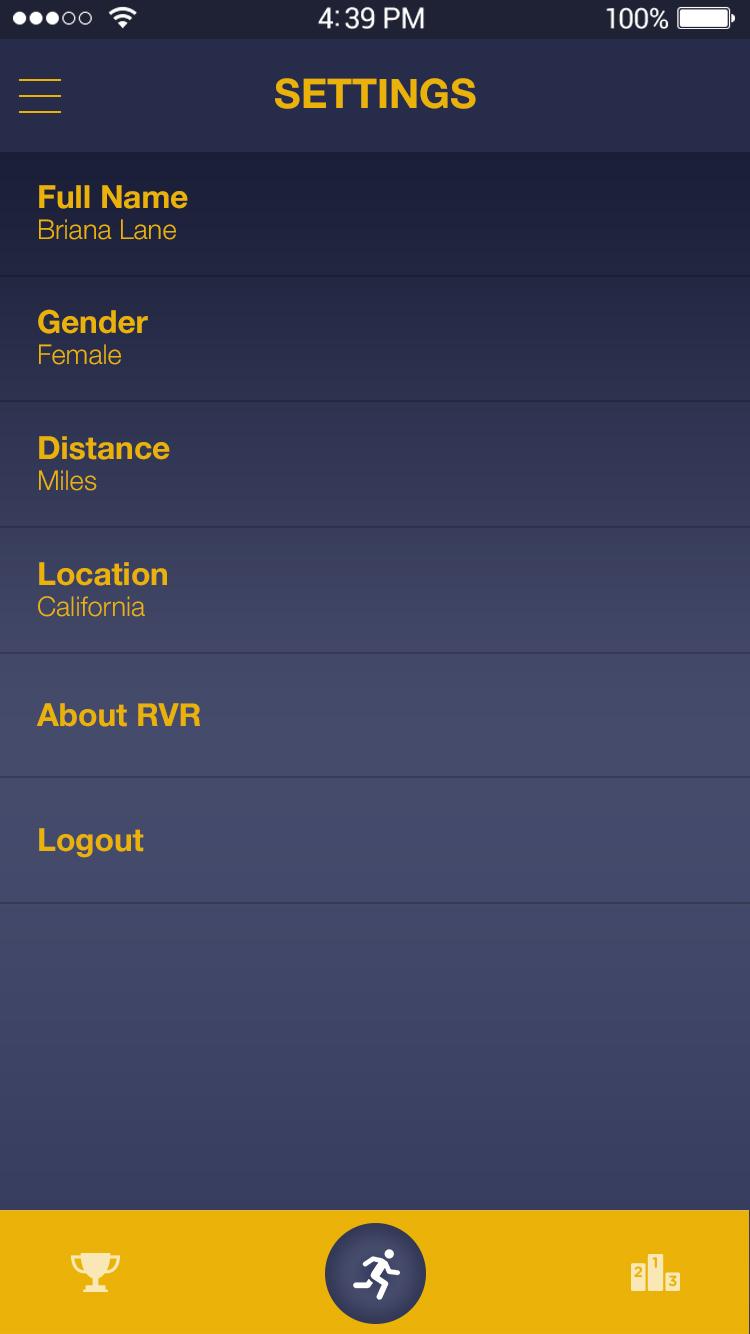 4:39 PM 100%
SETTINGS
Full Name
Briana Lane
Gender
Female
Distance
Miles
Location
California
About RVR
Logout
2 1 3